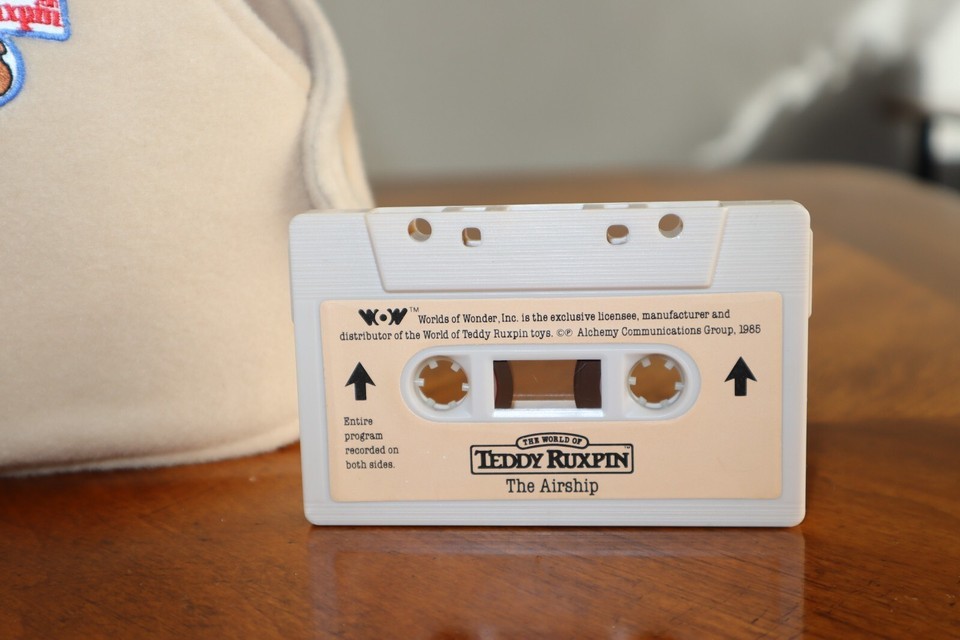 WOW™ Worlds of Wonder, Inc. is the exclusive licensee, manufacturer and
distributor of the World of Teddy Ruxpin toys. ©℗ Alchemy Communications Group, 1985
Entire
program
recorded on
both sides.
THE WORLD OF
TEDDY RUXPIN™
The Airship